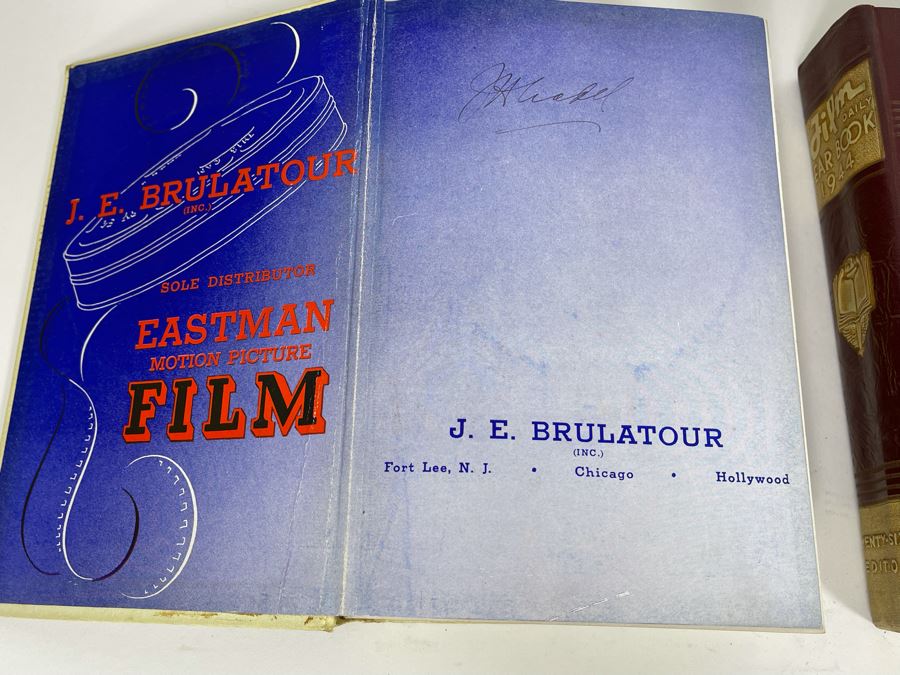 J. E. BRULATOUR
(INC.)
SOLE DISTRIBUTOR
EASTMAN
MOTION PICTURE
FILM
J. E. BRULATOUR
(INC.)
Fort Lee, N. J. • Chicago • Hollywood
Film
DAILY
YEAR BOOK
1944